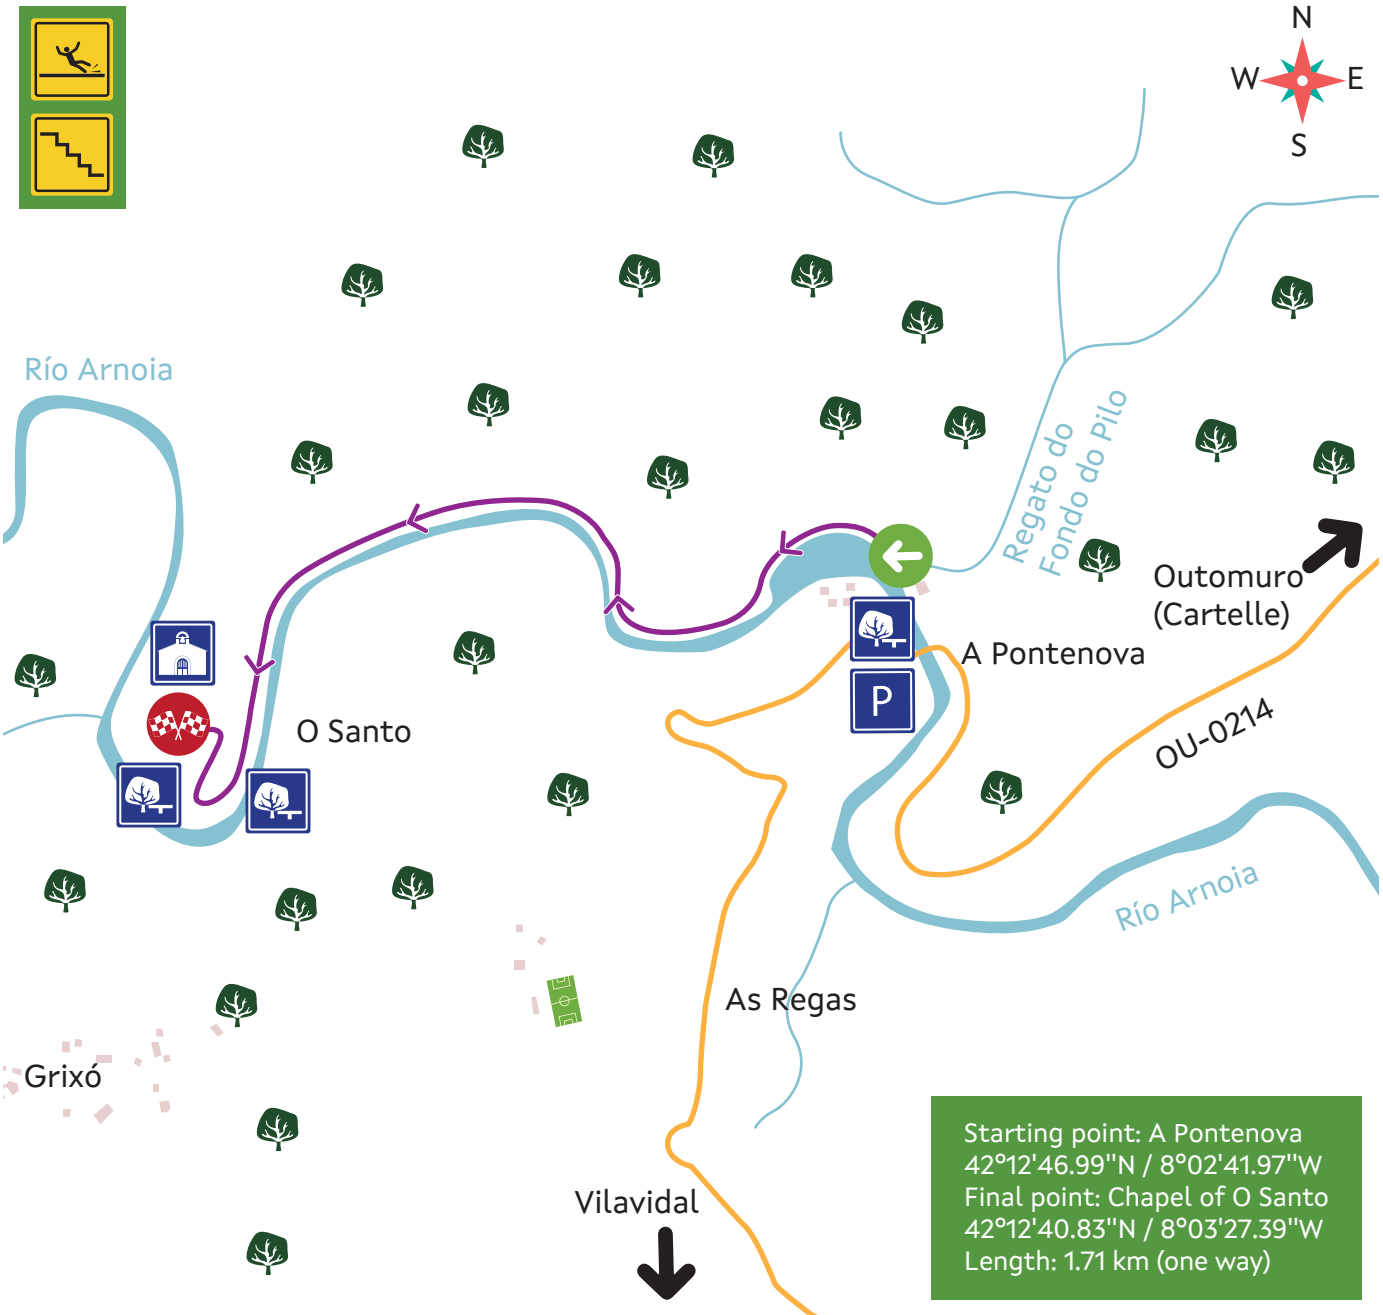 N
W
E
S
Río Arnoia
Regato do
Fondo do Pilo
Outomuro
(Cartelle)
A Pontenova
P
O Santo
OU-0214
Río Arnoia
As Regas
Grixó
Vilavidal
Starting point: A Pontenova
42°12'46.99"N / 8°02'41.97"W
Final point: Chapel of O Santo
42°12'40.83"N / 8°03'27.39"W
Length: 1.71 km (one way)